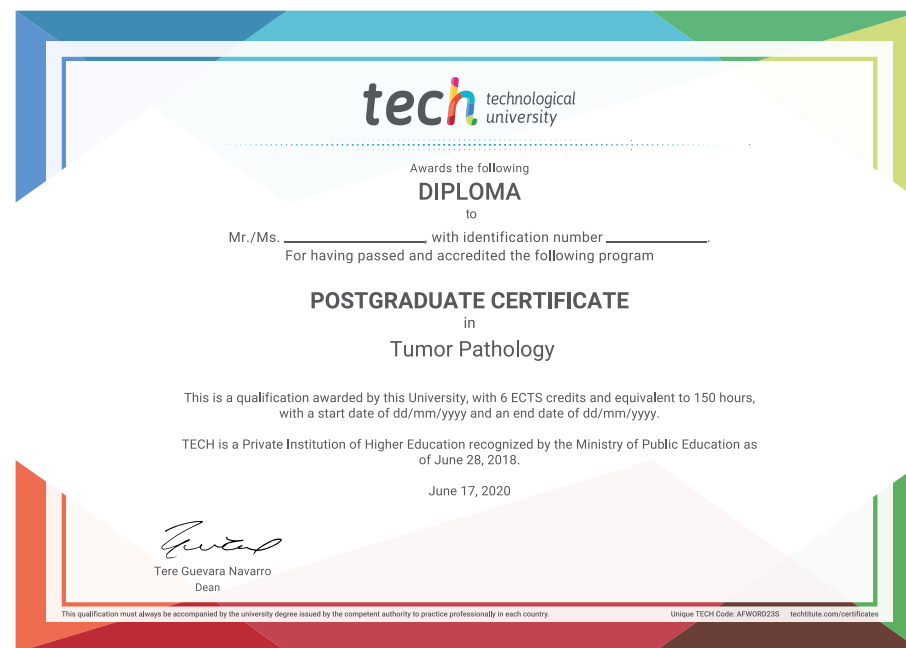 tech technological
university
Awards the following
DIPLOMA
to
Mr./Ms. ____________, with identification number ____________.
For having passed and accredited the following program
POSTGRADUATE CERTIFICATE
in
Tumor Pathology
This is a qualification awarded by this University, with 6 ECTS credits and equivalent to 150 hours,
with a start date of dd/mm/yyyy and an end date of dd/mm/yyyy.
TECH is a Private Institution of Higher Education recognized by the Ministry of Public Education as
of June 28, 2018.
June 17, 2020
Tere Guevara Navarro
Dean
This qualification must always be accompanied by the university degree issued by the competent authority to practice professionally in each country. Unique TECH Code: AFWORD23S techtitute.com/certificates